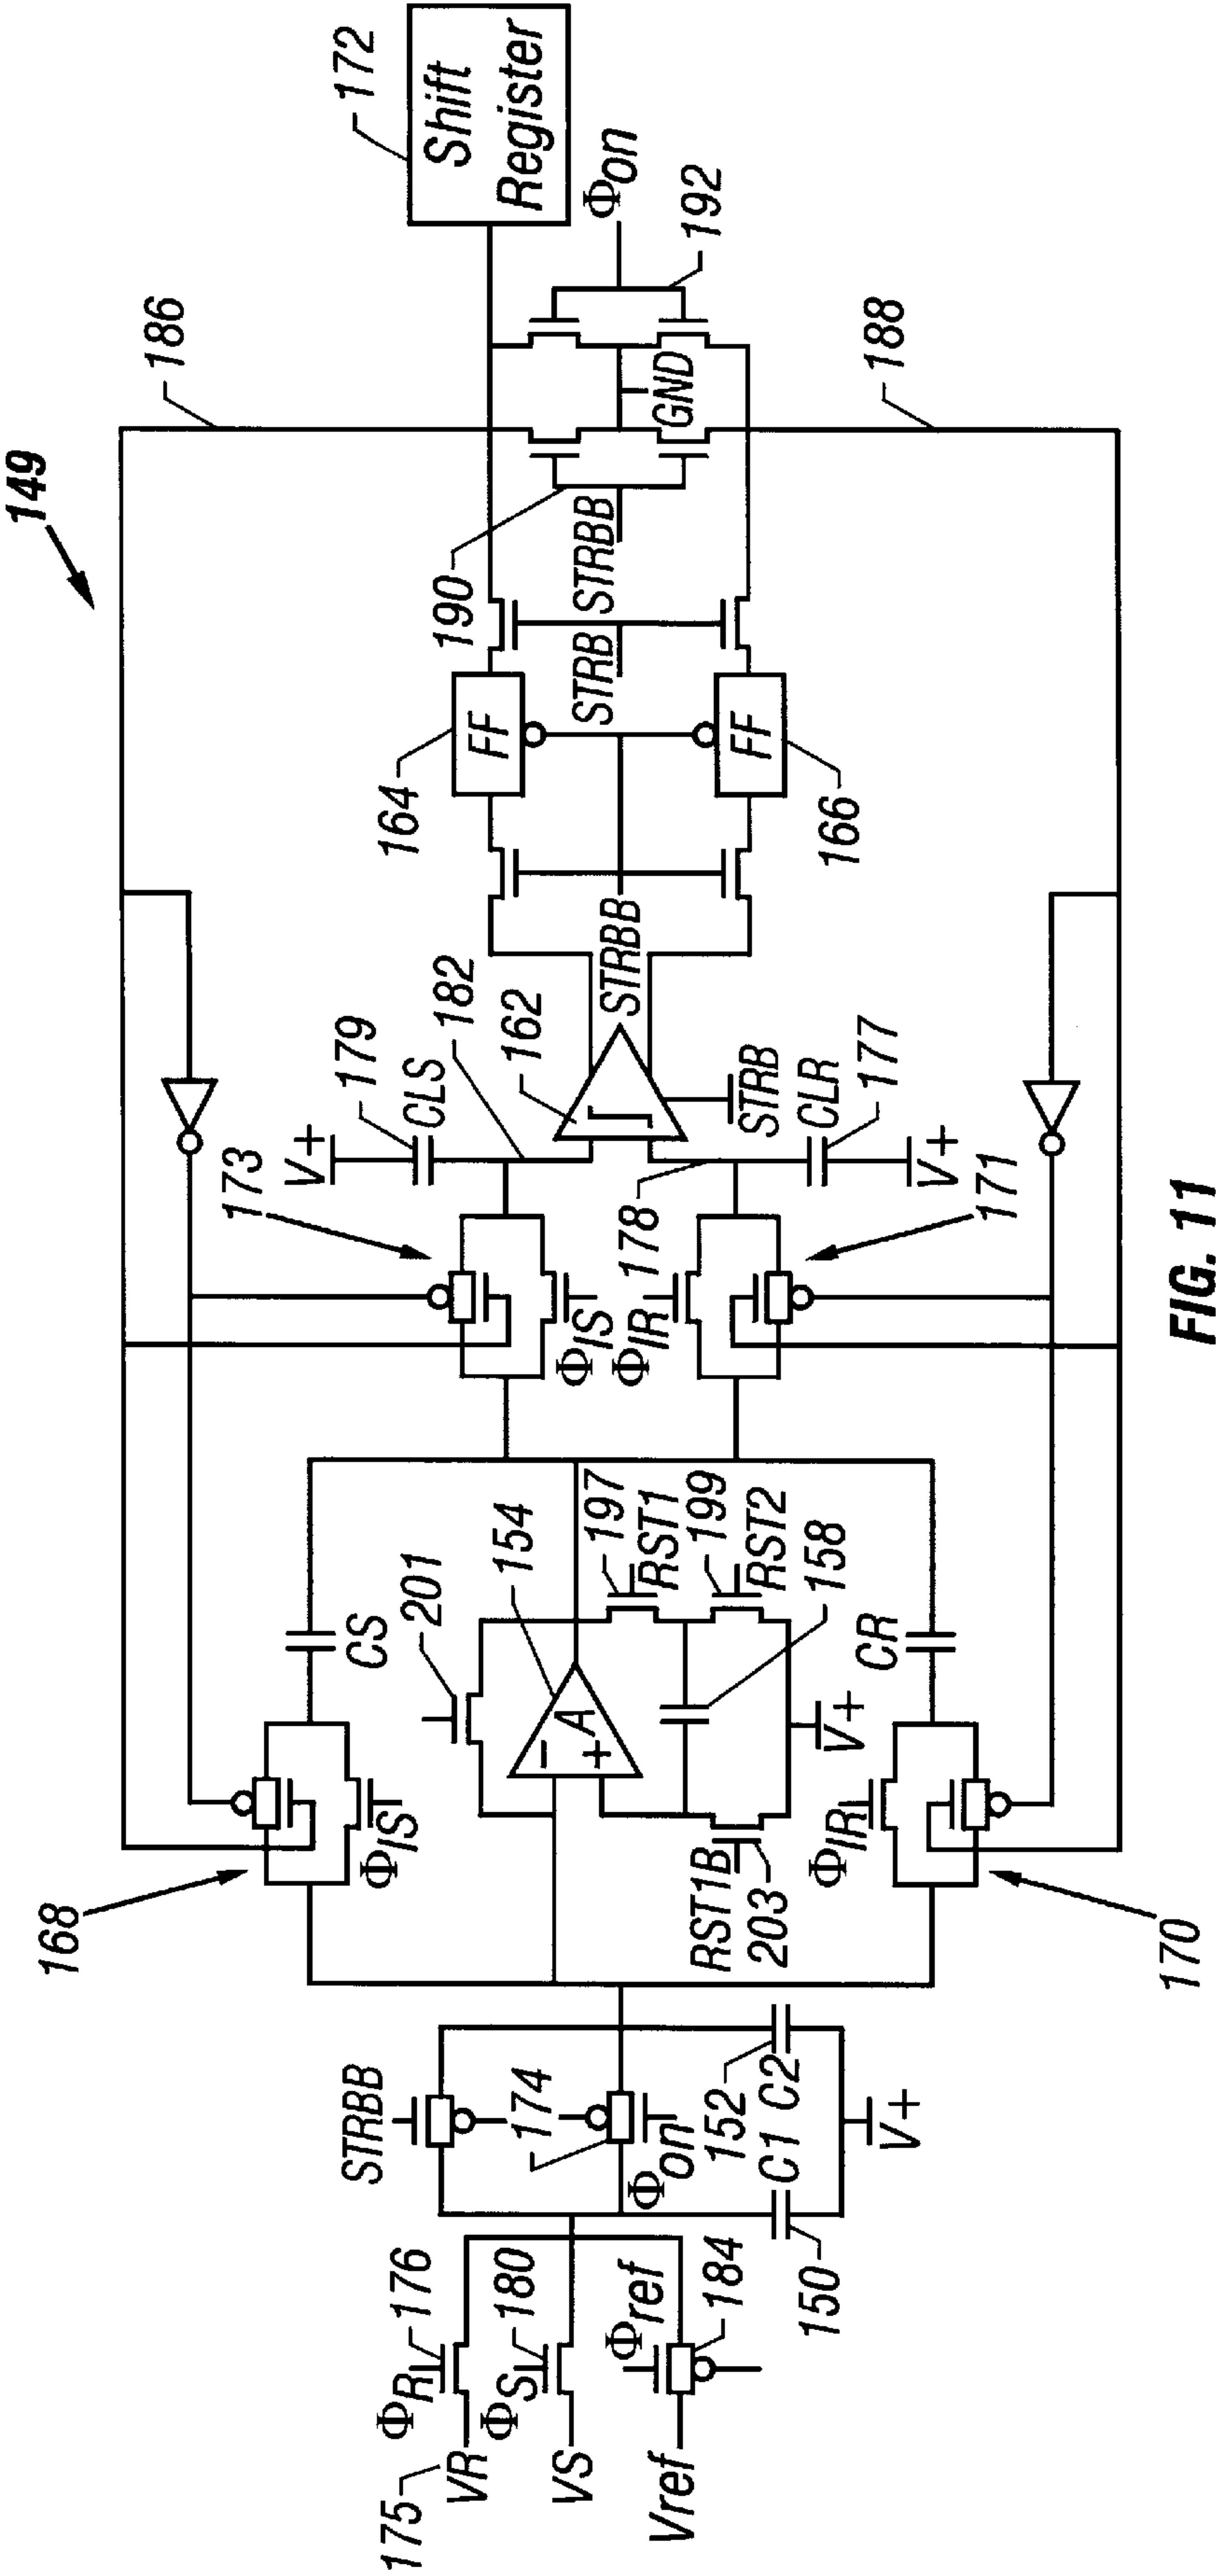 149
186
172
Shift
Register
Φon
192
GND
188
190
STRBB
STRB
164
FF
FF
166
STRBB
182
162
179
CLS
V+
173
STRB
CLR
177
V+
171
178
ΦIS
ΦIR
CS
201
154
197
RST1
199
RST2
158
A
−
+
V+
CR
168
ΦIS
RST1B
203
ΦIR
170
STRBB
174
Φon
152
C1
C2
V+
150
ΦR
176
175
VR
ΦS
180
VS
Φref
184
Vref
FIG. 11